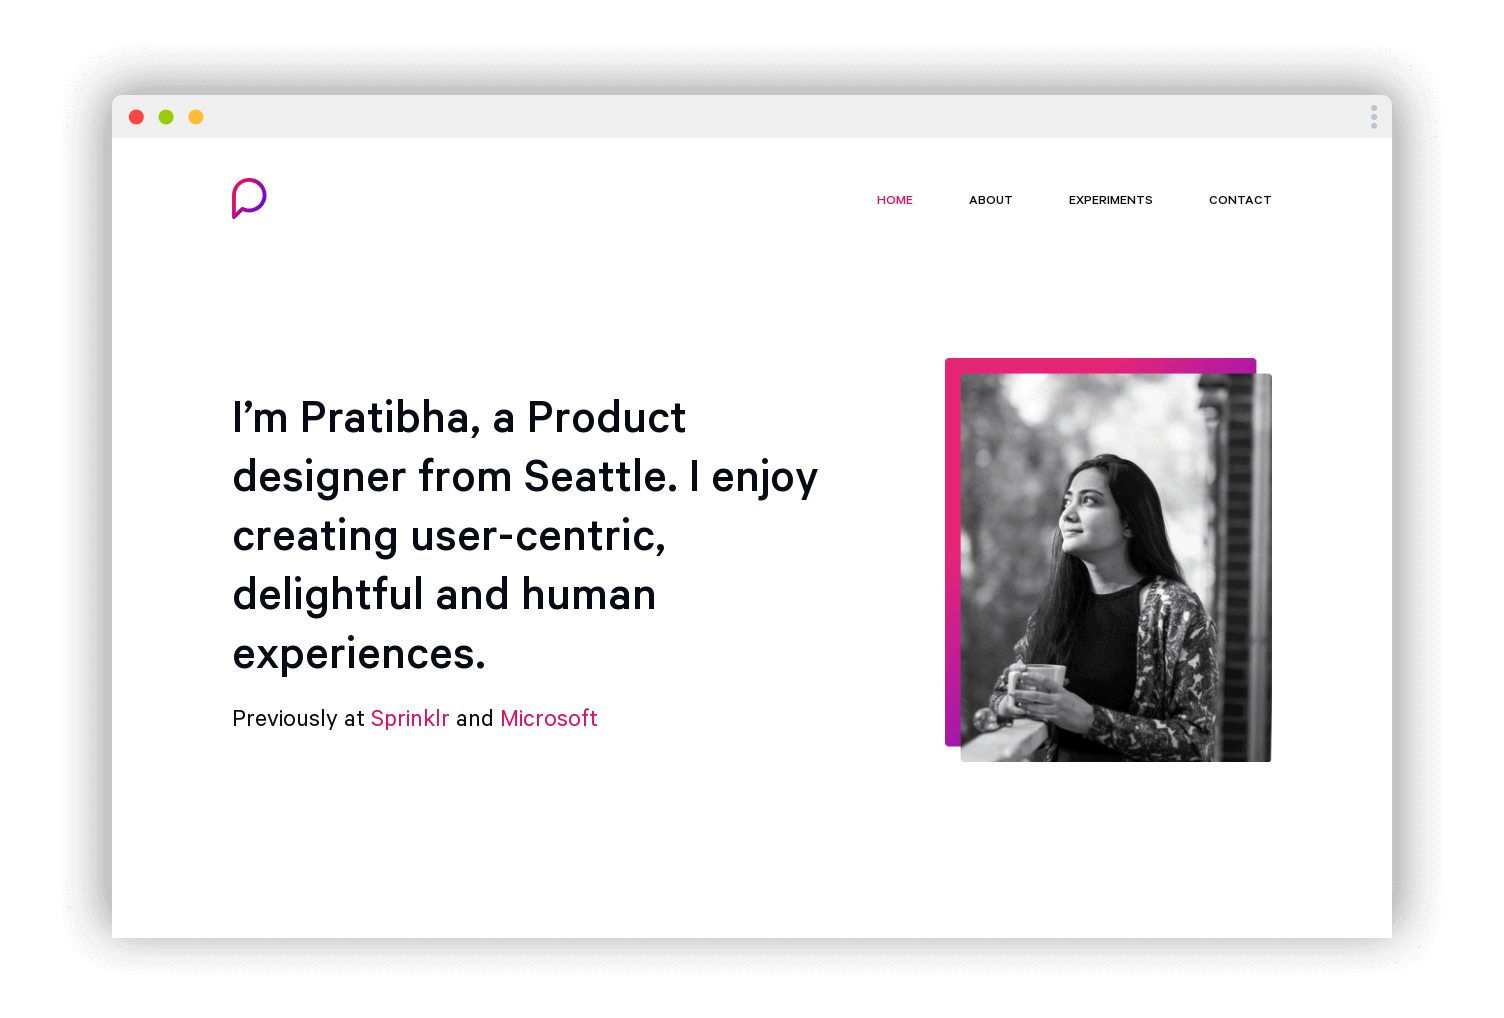 HOME ABOUT EXPERIMENTS CONTACT
I’m Pratibha, a Product
designer from Seattle. I enjoy
creating user-centric,
delightful and human
experiences.
Previously at Sprinklr and Microsoft